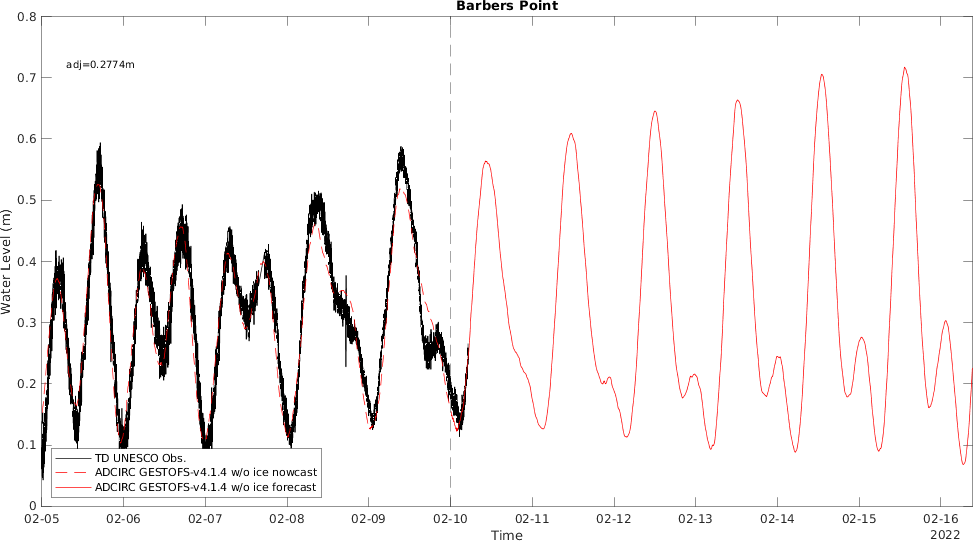 Barbers Point
0.8
0.7
0.6
0.5
0.4
0.3
0.2
0.1
0
Water Level (m)
adj=0.2774m
TD UNESCO Obs.
ADCIRC GESTOFS-v4.1.4 w/o ice nowcast
ADCIRC GESTOFS-v4.1.4 w/o ice forecast
02-05 02-06 02-07 02-08 02-09 02-10 02-11 02-12 02-13 02-14 02-15 02-16
Time
2022